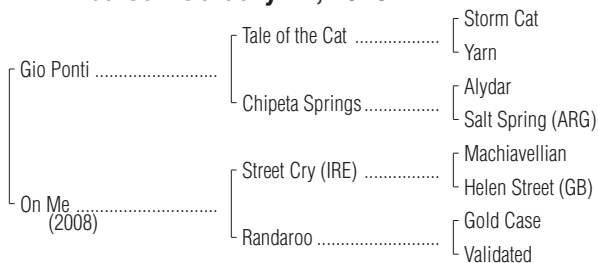 Storm Cat
Tale of the Cat ..................
Yarn
Gio Ponti ..........................
Alydar
Chipeta Springs ................
Salt Spring (ARG)
Machiavellian
Street Cry (IRE) ................
Helen Street (GB)
On Me ..............................
(2008)
Gold Case
Randaroo ..........................
Validated